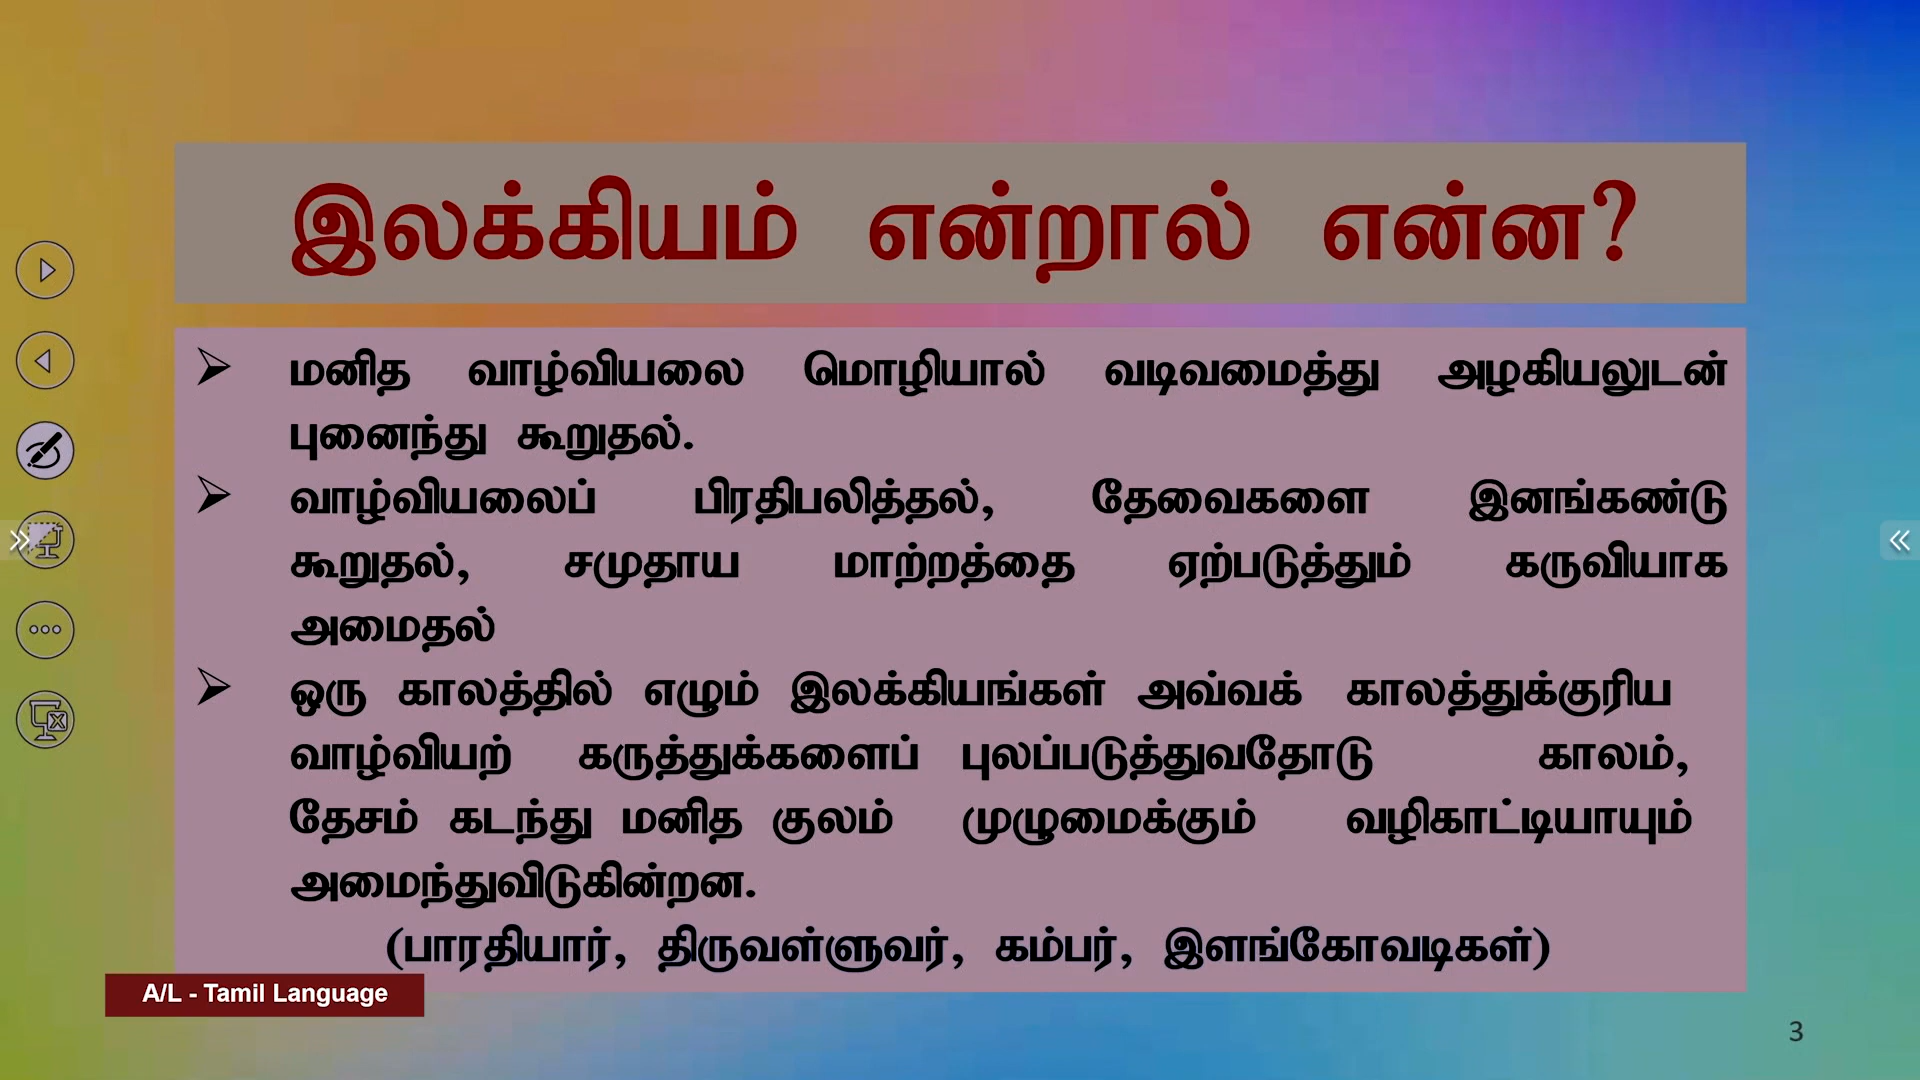 இலக்கியம் என்றால் என்ன?
➢ மனித வாழ்வியலை மொழியால் வடிவமைத்து அழகியலுடன்
புனைந்து கூறுதல்.
➢ வாழ்வியலைப் பிரதிபலித்தல், தேவைகளை இனங்கண்டு
கூறுதல், சமுதாய மாற்றத்தை ஏற்படுத்தும் கருவியாக
அமைதல்
➢ ஒரு காலத்தில் எழும் இலக்கியங்கள் அவ்வக் காலத்துக்குரிய
வாழ்வியற் கருத்துக்களைப் புலப்படுத்துவதோடு காலம்,
தேசம் கடந்து மனித குலம் முழுமைக்கும் வழிகாட்டியாயும்
அமைந்துவிடுகின்றன.
(பாரதியார், திருவள்ளுவர், கம்பர், இளங்கோவடிகள்)
A/L - Tamil Language
3